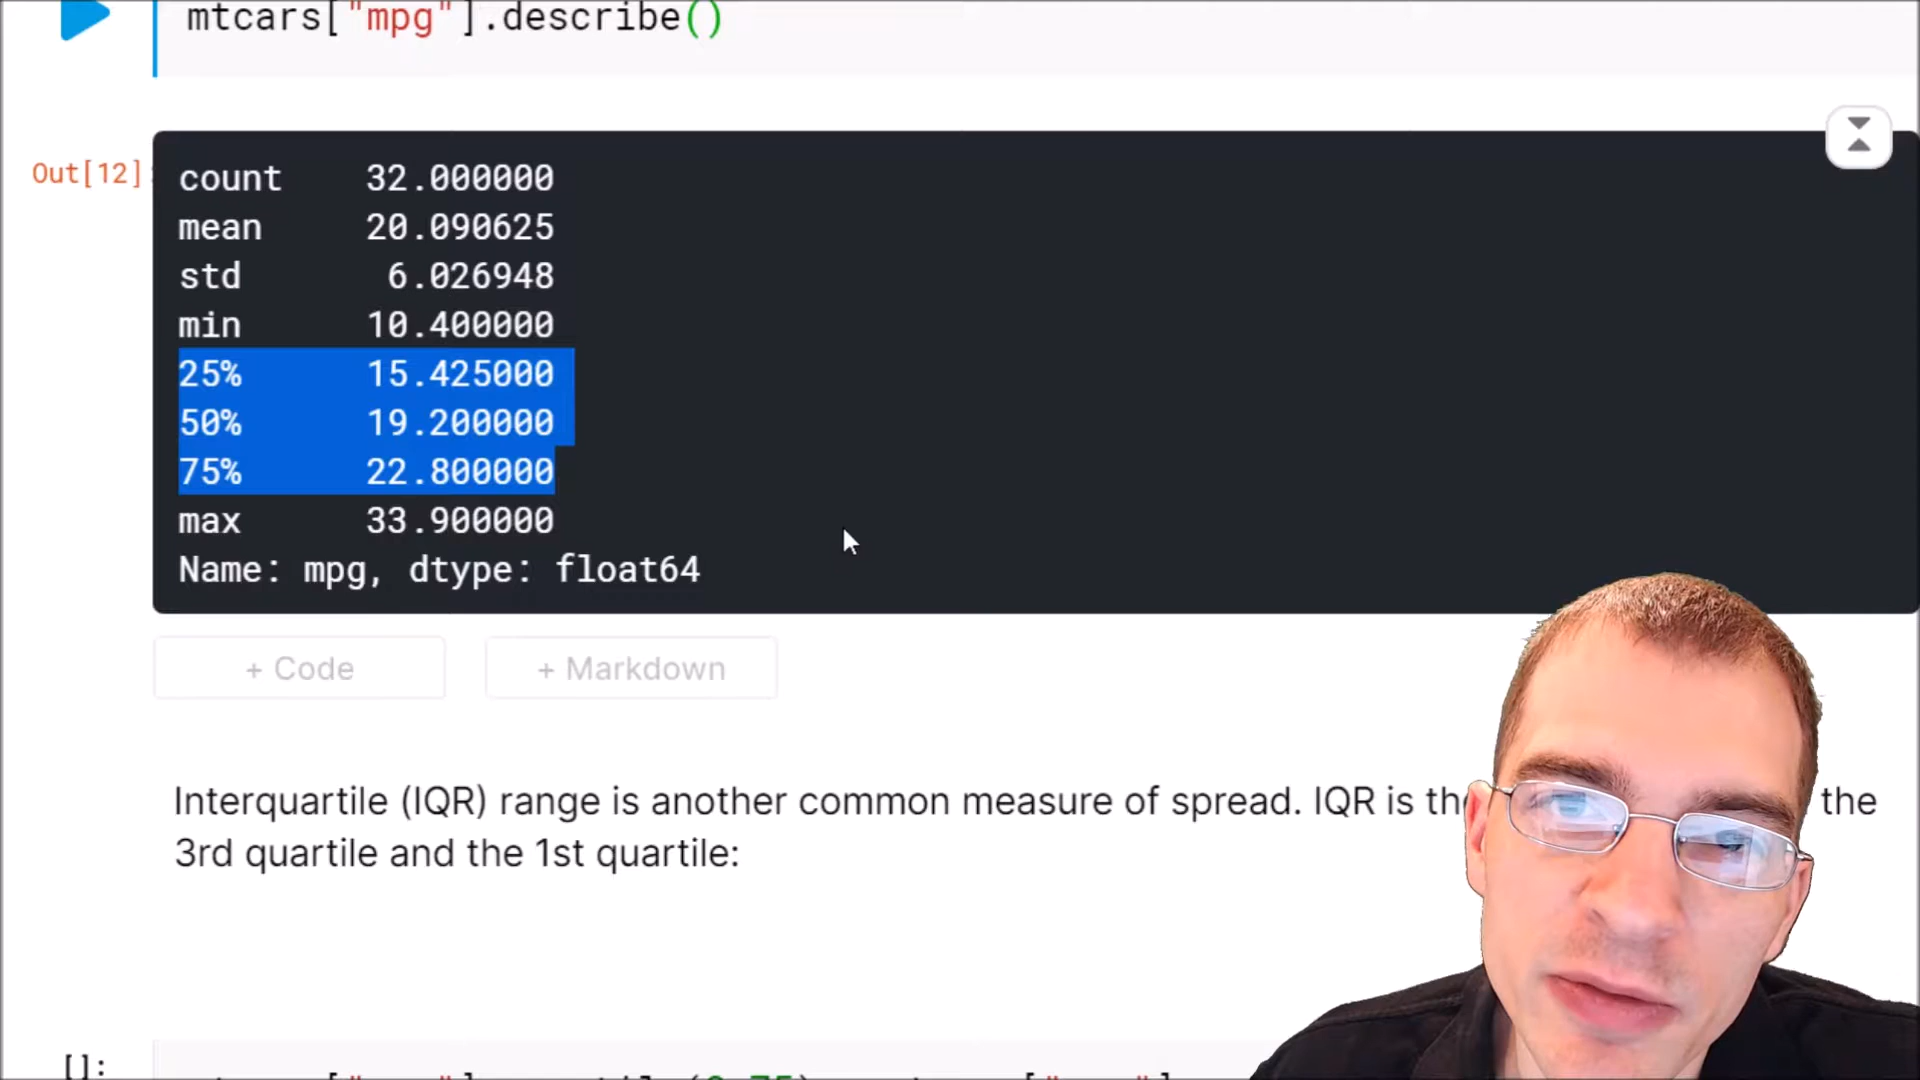 mtcars["mpg"].describe()
Out[12]:
count 32.000000
mean 20.090625
std 6.026948
min 10.400000
25% 15.425000
50% 19.200000
75% 22.800000
max 33.900000
Name: mpg, dtype: float64
+ Code + Markdown
Interquartile (IQR) range is another common measure of spread. IQR is the
3rd quartile and the 1st quartile:
[]: